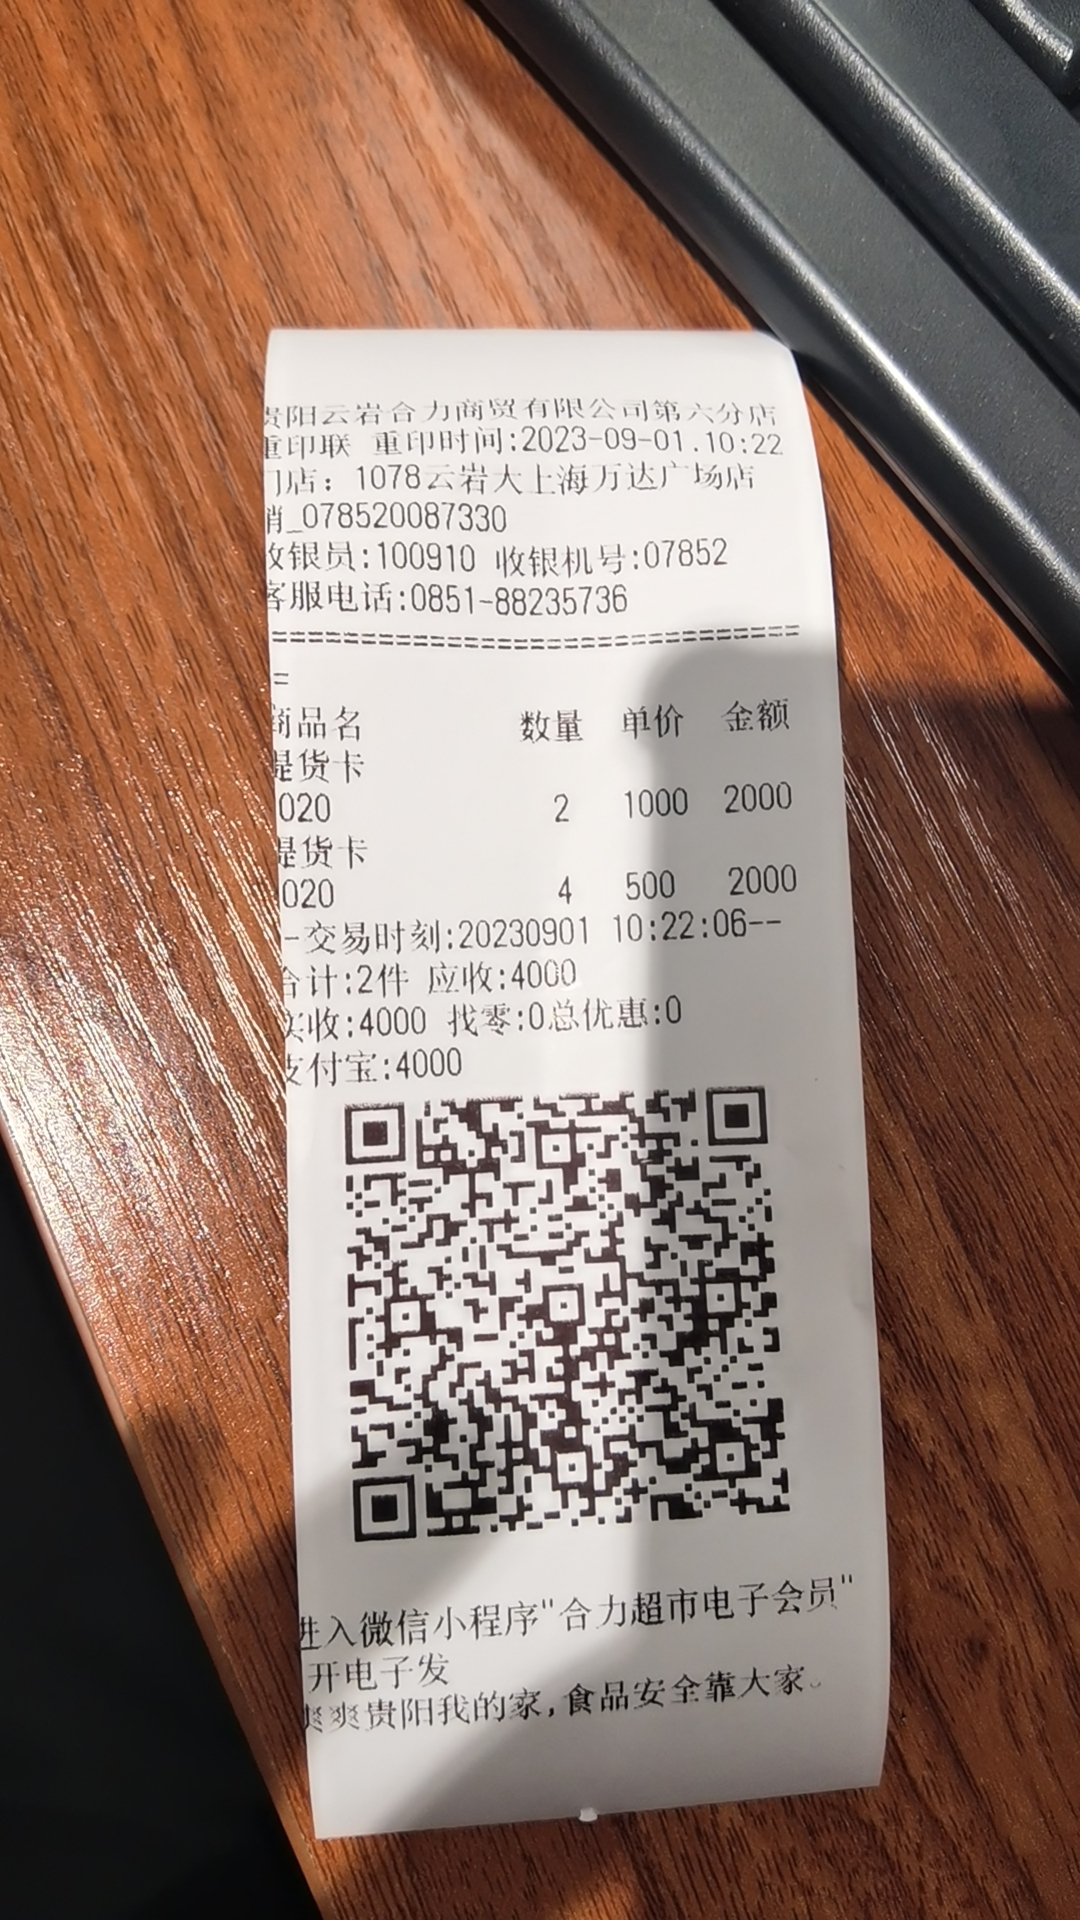 贵阳云岩合力商贸有限公司第六分店
重印联 重印时间:2023-09-01.10:22
门店: 1078云岩大上海万达广场店
销_078520087330
收银员:100910 收银机号:07852
客服电话:0851-88235736
==========================================
=
商品名 数量 单价 金额
提货卡
020 2 1000 2000
提货卡
020 4 500 2000
-交易时刻:20230901 10:22:06--
合计:2件 应收:4000
实收:4000 找零:0总优惠:0
支付宝:4000
进入微信小程序"合力超市电子会员"
开电子发
爽爽贵阳我的家,食品安全靠大家。